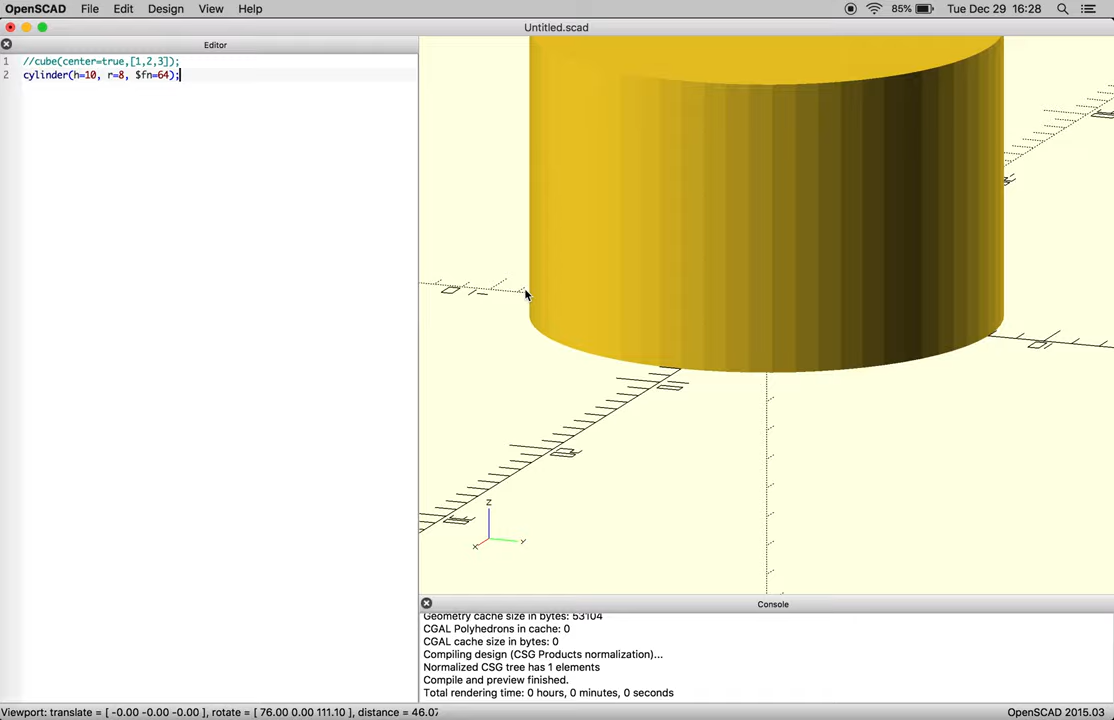 OpenSCAD File Edit Design View Help 85% Tue Dec 29 16:28
Untitled.scad
Editor
1 //cube(center=true,[1,2,3]);
2 cylinder(h=10, r=8, $fn=64);
Z
X
Y
Console
Geometry cache size in bytes: 53104
CGAL Polyhedrons in cache: 0
CGAL cache size in bytes: 0
Compiling design (CSG Products normalization)...
Normalized CSG tree has 1 elements
Compile and preview finished.
Total rendering time: 0 hours, 0 minutes, 0 seconds
Viewport: translate = [ -0.00 -0.00 -0.00 ], rotate = [ 76.00 0.00 111.10 ], distance = 46.07
OpenSCAD 2015.03